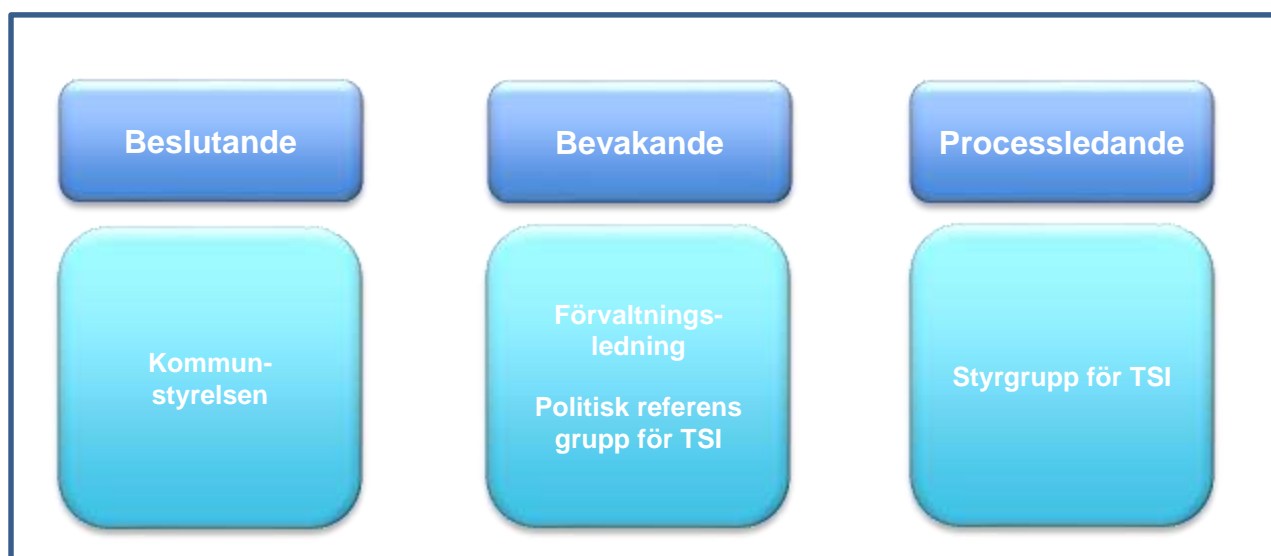 Beslutande
Bevakande
Processledande
Kommun-
styrelsen
Förvaltnings-
ledning
Politisk referens
grupp för TSI
Styrgrupp för TSI